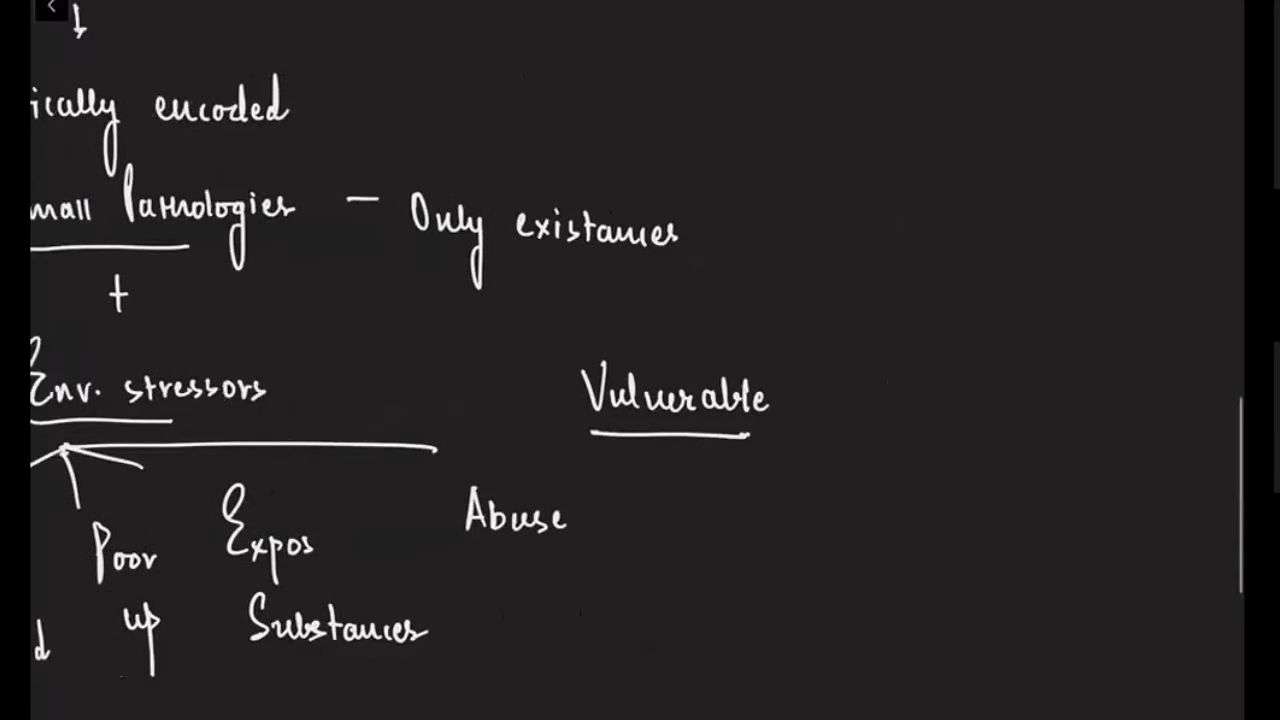 ically encoded
mall Pathologies — Only existances
+
Env. stressors
Vulnerable
Poor Expos Abuse
d up Substances